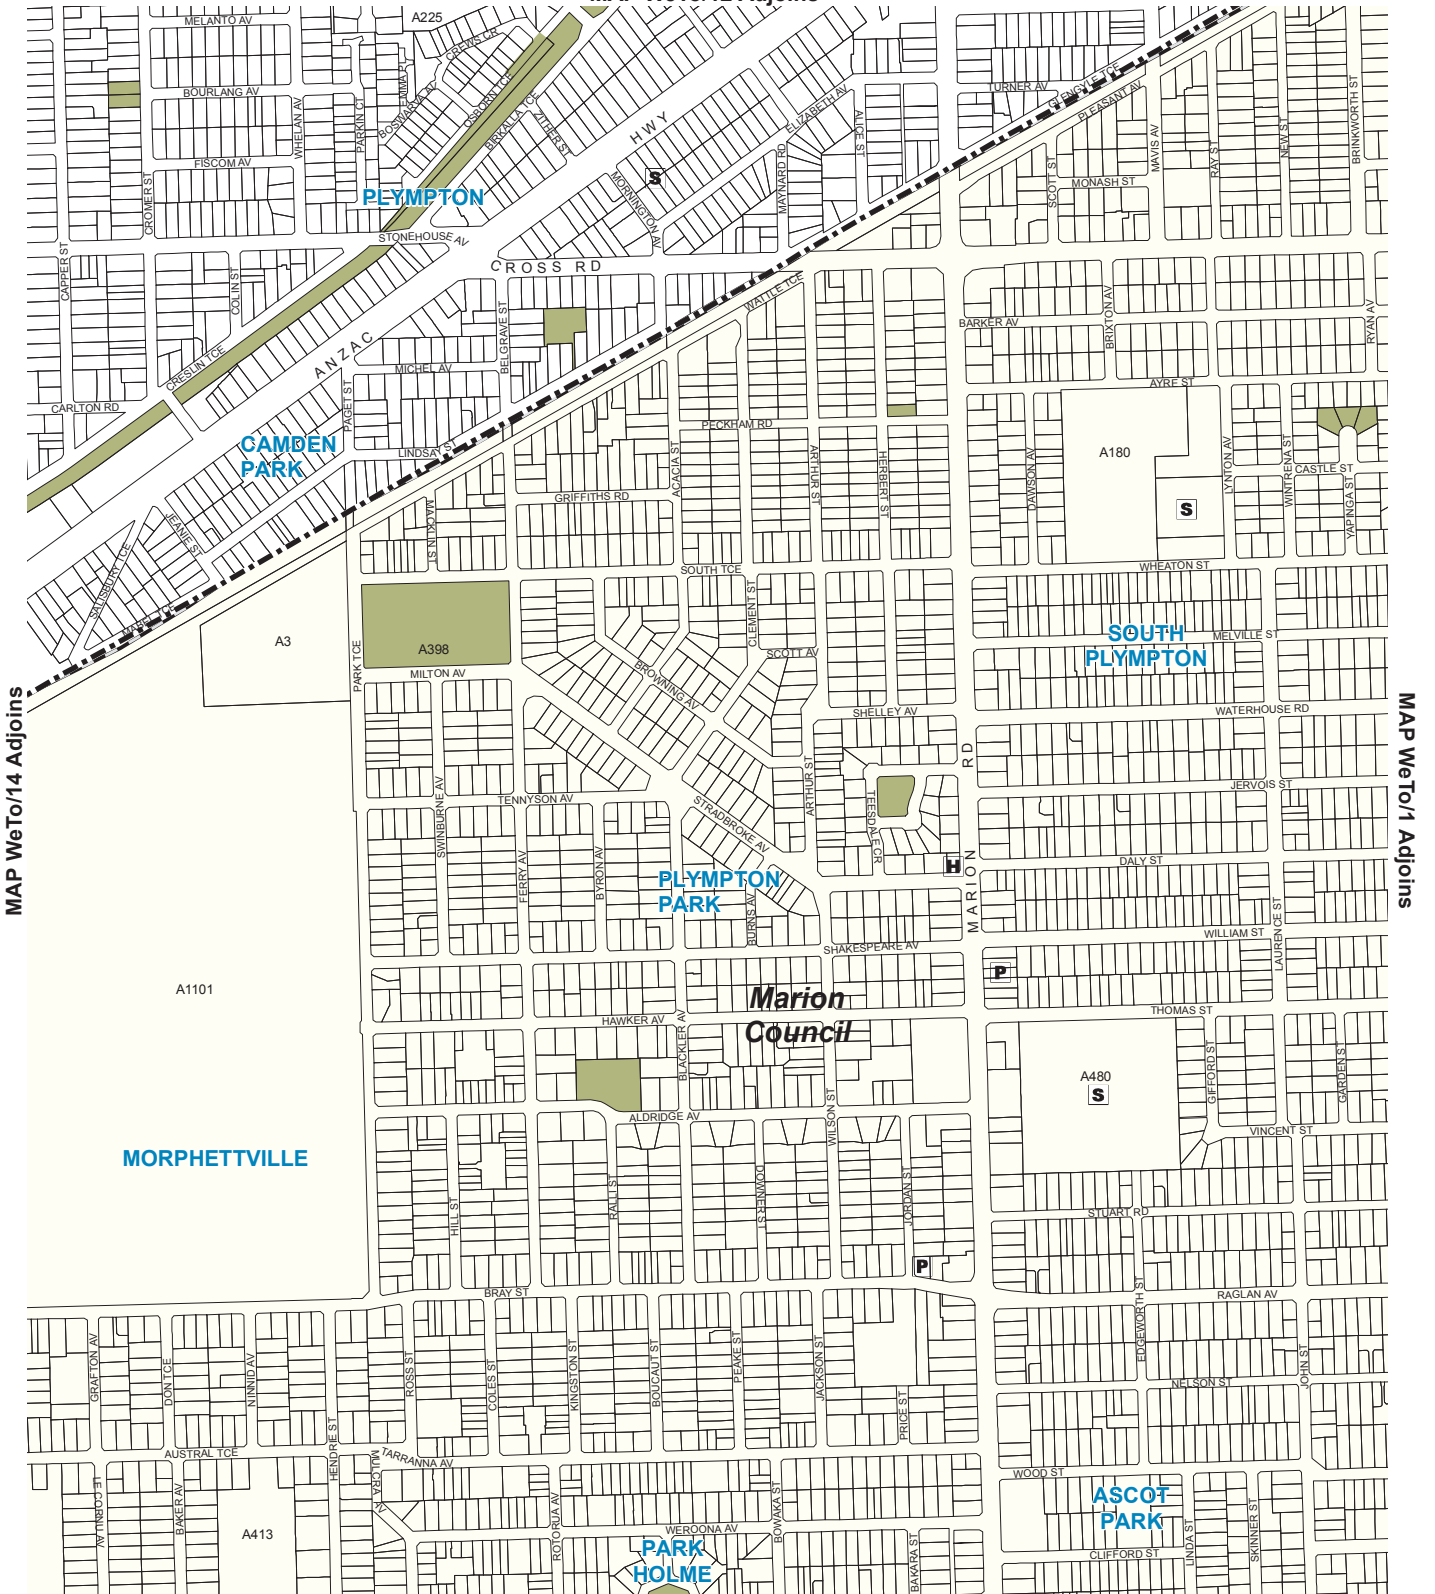 A225
MELANTO AV
CREWS CR
BOURLANG AV
WHELAN AV
PARKIN CT
EMMA PL
BOSWARVA AV
OSBORN TCE
BIRKALLA TCE
ZITHER ST
HWY
ELIZABETH AV
ALICE ST
TURNER AV
GLENGYLE TCE
PLEASANT AV
MAVIS AV
RAY ST
NEW ST
BRINKWORTH ST
FISCOM AV
CROMER ST
PLYMPTON
S
MORNINGTON AV
MAYNARD RD
SCOTT ST
MONASH ST
STONEHOUSE AV
CAPPER ST
COLIN ST
CROSS RD
WATTLE TCE
BELGRAVE ST
BARKER AV
BRIXTON AV
RYAN AV
ANZAC
CRESLIN TCE
MICHEL AV
PAGET ST
AYRE ST
CARLTON RD
PECKHAM RD
CAMDEN
PARK
LINDSAY ST
ACACIA ST
ARTHUR ST
HERBERT ST
DAWSON AV
A180
LYNTON AV
WINTRENA ST
CASTLE ST
YAPINGA ST
GRIFFITHS RD
MACKLIN ST
S
JEANIE ST
SALISBURY TCE
SOUTH TCE
WHEATON ST
CLEMENT ST
A3
A398
PARK TCE
MILTON AV
BROWNING AV
SCOTT AV
SOUTH
PLYMPTON
MELVILLE ST
SHELLEY AV
WATERHOUSE RD
MAP WeTo/14 Adjoins
MAP WeTo/1 Adjoins
RD
JERVOIS ST
SWINBURNE AV
TENNYSON AV
STRADBROKE AV
ARTHUR ST
TEESDALE CR
H
DALY ST
MARION
FERRY AV
BYRON AV
PLYMPTON
PARK
BURNS AV
SHAKESPEARE AV
WILLIAM ST
LAURENCE ST
P
A1101
Marion
Council
HAWKER AV
BLACKLER AV
THOMAS ST
A480
S
GIFFORD ST
GARDEN ST
ALDRIDGE AV
WILSON ST
VINCENT ST
MORPHETTVILLE
HILL ST
RALLI ST
DOWNER ST
JORDAN ST
STUART RD
P
BRAY ST
EDGEWORTH ST
RAGLAN AV
GRAFTON AV
DON TCE
NINNID AV
ROSS ST
COLES ST
KINGSTON ST
BOUCAUT ST
PEAKE ST
JACKSON ST
PRICE ST
NELSON ST
JOHN ST
HENDRIE ST
AUSTRAL TCE
TARRANNA AV
WOOD ST
LE CORNU AV
BAKER AV
A413
MULCRA AV
ROTORUA AV
WEROONA AV
BOWAKA ST
BAKARA ST
ASCOT
PARK
LINDA ST
SKINNER ST
CLIFFORD ST
PARK
HOLME